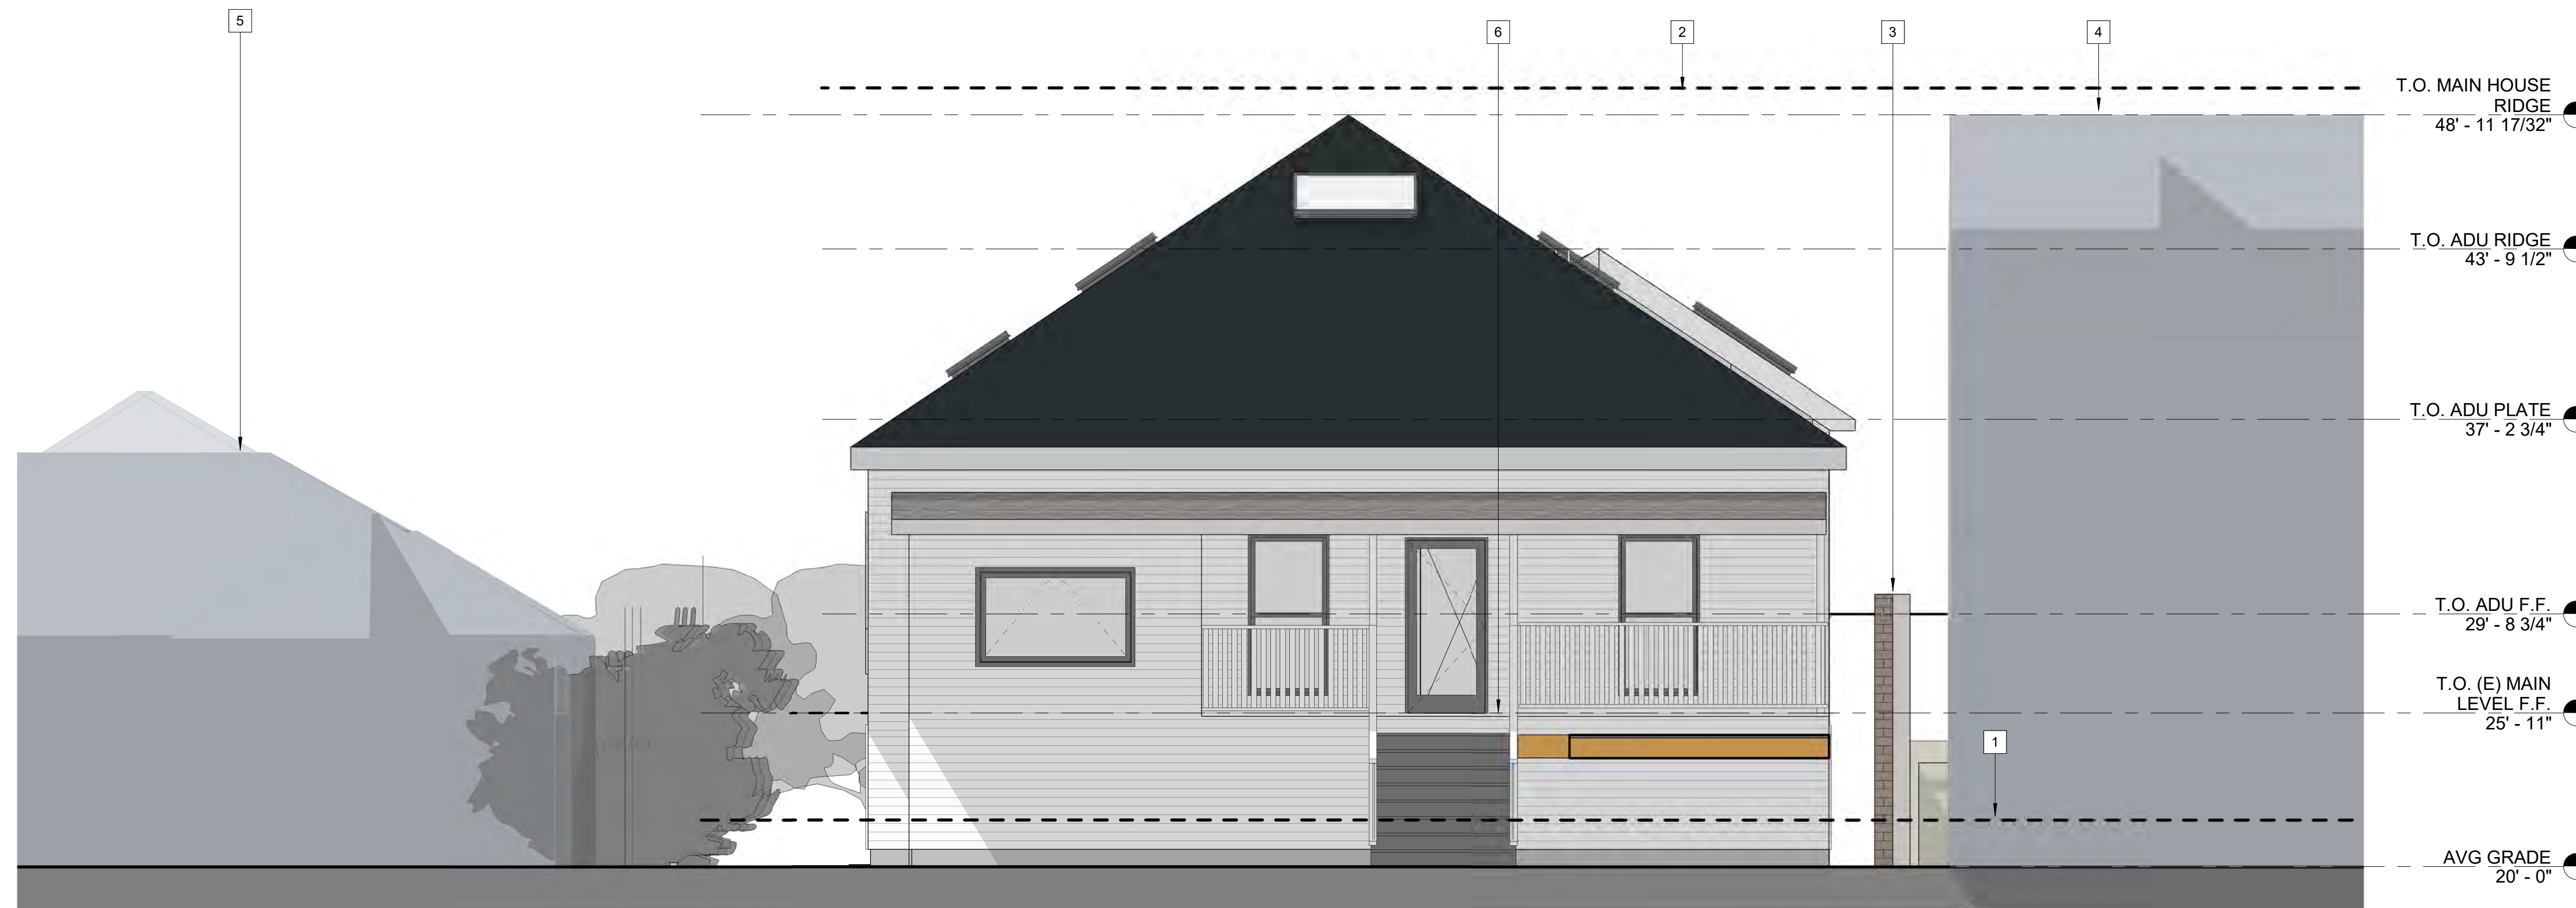 5
6
2
3
4
T.O. MAIN HOUSE
RIDGE
48' - 11 17/32"
T.O. ADU RIDGE
43' - 9 1/2"
T.O. ADU PLATE
37' - 2 3/4"
T.O. ADU F.F.
29' - 8 3/4"
T.O. (E) MAIN
LEVEL F.F.
25' - 11"
1
AVG GRADE
20' - 0"